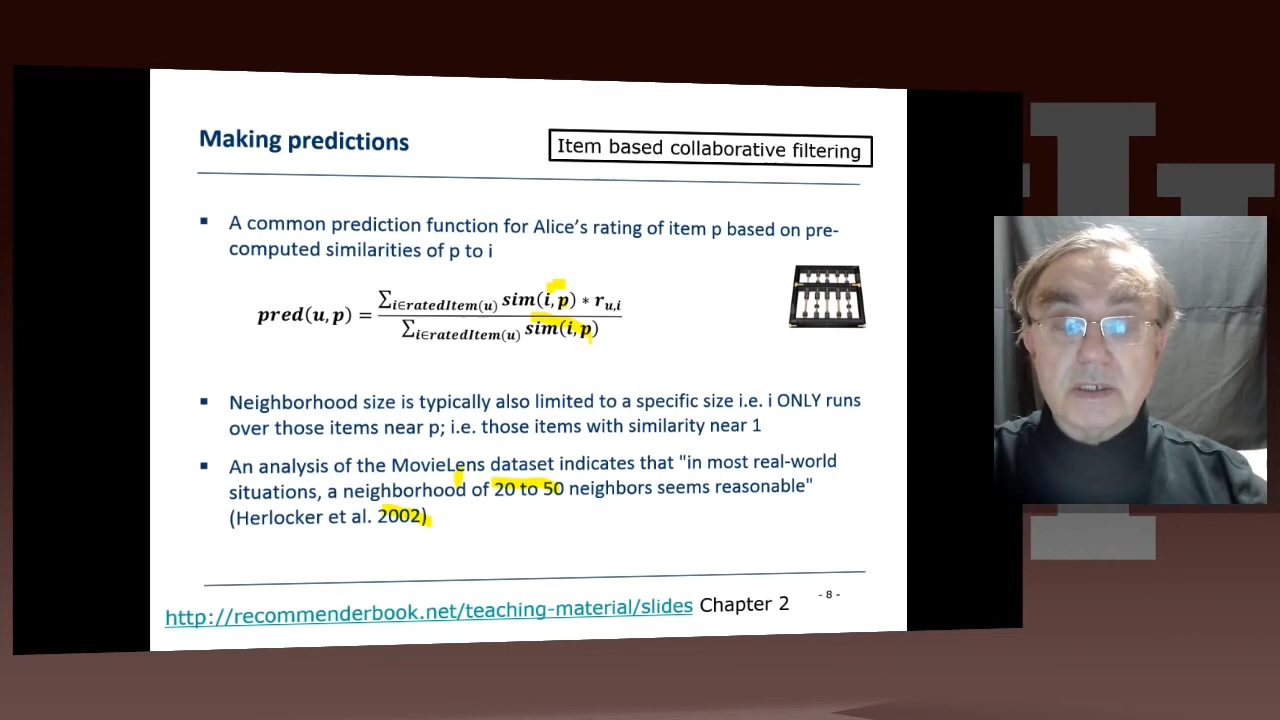 Making predictions
Item based collaborative filtering
▪ A common prediction function for Alice's rating of item p based on pre-
computed similarities of p to i
pred(u, p) = ∑i∈ratedItem(u) sim(i, p) ∗ ru,i / ∑i∈ratedItem(u) sim(i, p)
▪ Neighborhood size is typically also limited to a specific size i.e. i ONLY runs
over those items near p; i.e. those items with similarity near 1
▪ An analysis of the MovieLens dataset indicates that "in most real-world
situations, a neighborhood of 20 to 50 neighbors seems reasonable"
(Herlocker et al. 2002)
- 8 -
http://recommenderbook.net/teaching-material/slides Chapter 2